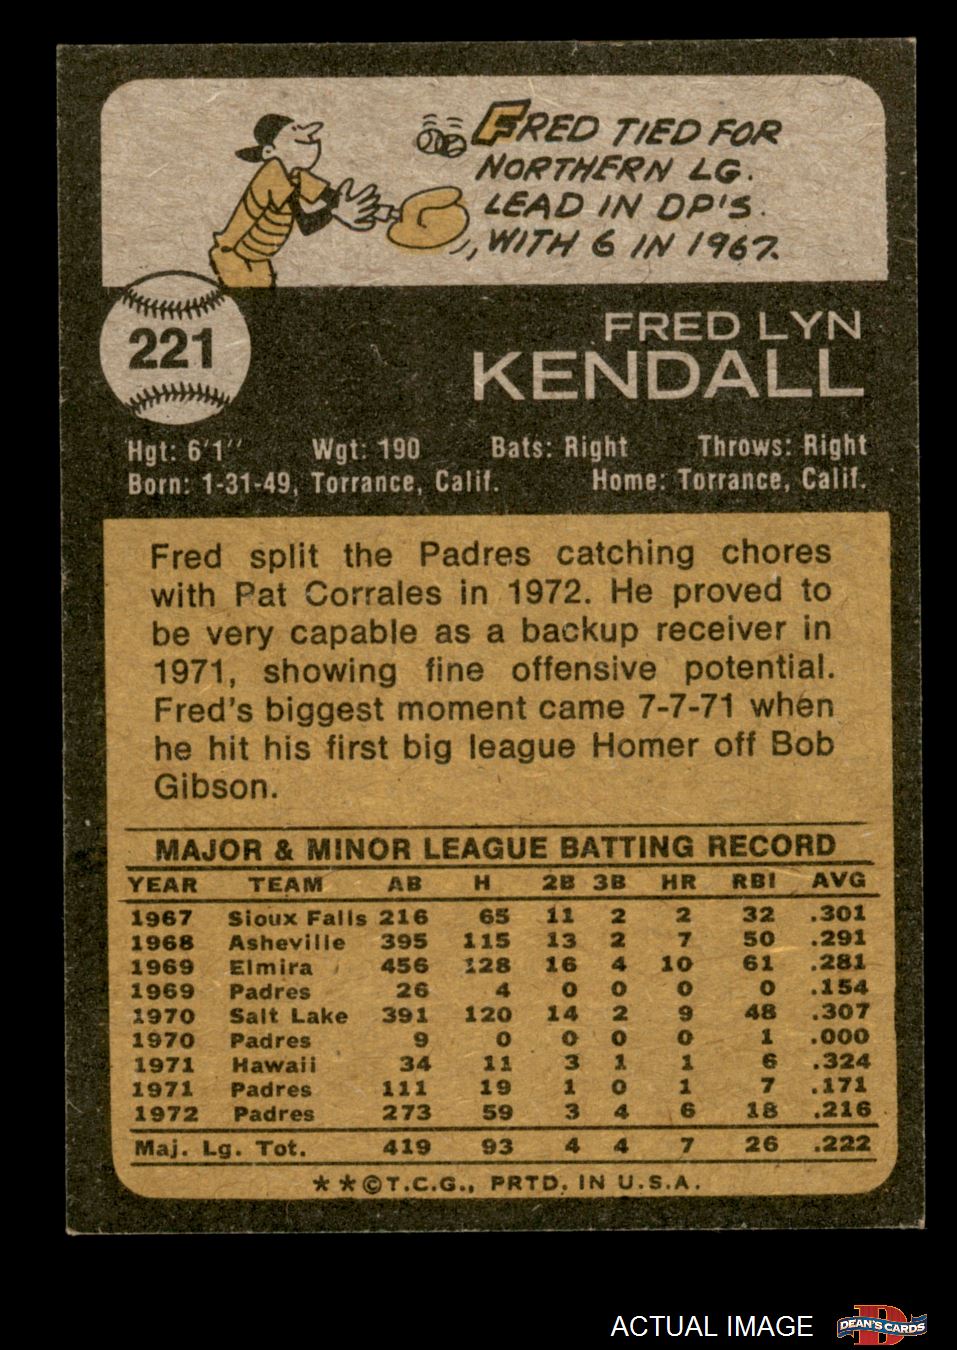 FRED TIED FOR
NORTHERN LG.
LEAD IN DP'S.
WITH 6 IN 1967.
221
FRED LYN
KENDALL
Hgt: 6'1" Wgt: 190 Bats: Right Throws: Right
Born: 1-31-49, Torrance, Calif. Home: Torrance, Calif.
Fred split the Padres catching chores
with Pat Corrales in 1972. He proved to
be very capable as a backup receiver in
1971, showing fine offensive potential.
Fred's biggest moment came 7-7-71 when
he hit his first big league Homer off Bob
Gibson.
MAJOR & MINOR LEAGUE BATTING RECORD
YEAR TEAM AB H 2B 3B HR RBI AVG
1967 Sioux Falls 216 65 11 2 2 32 .301
1968 Asheville 395 115 13 2 7 50 .291
1969 Elmira 456 128 16 4 10 61 .281
1969 Padres 26 4 0 0 0 0 .154
1970 Salt Lake 391 120 14 2 9 48 .307
1970 Padres 9 0 0 0 0 1 .000
1971 Hawaii 34 11 3 1 1 6 .324
1971 Padres 111 19 1 0 1 7 .171
1972 Padres 273 59 3 4 6 18 .216
Maj. Lg. Tot. 419 93 4 4 7 26 .222
**©T.C.G., PRTD. IN U.S.A.
ACTUAL IMAGE
D
DEAN'S CARDS